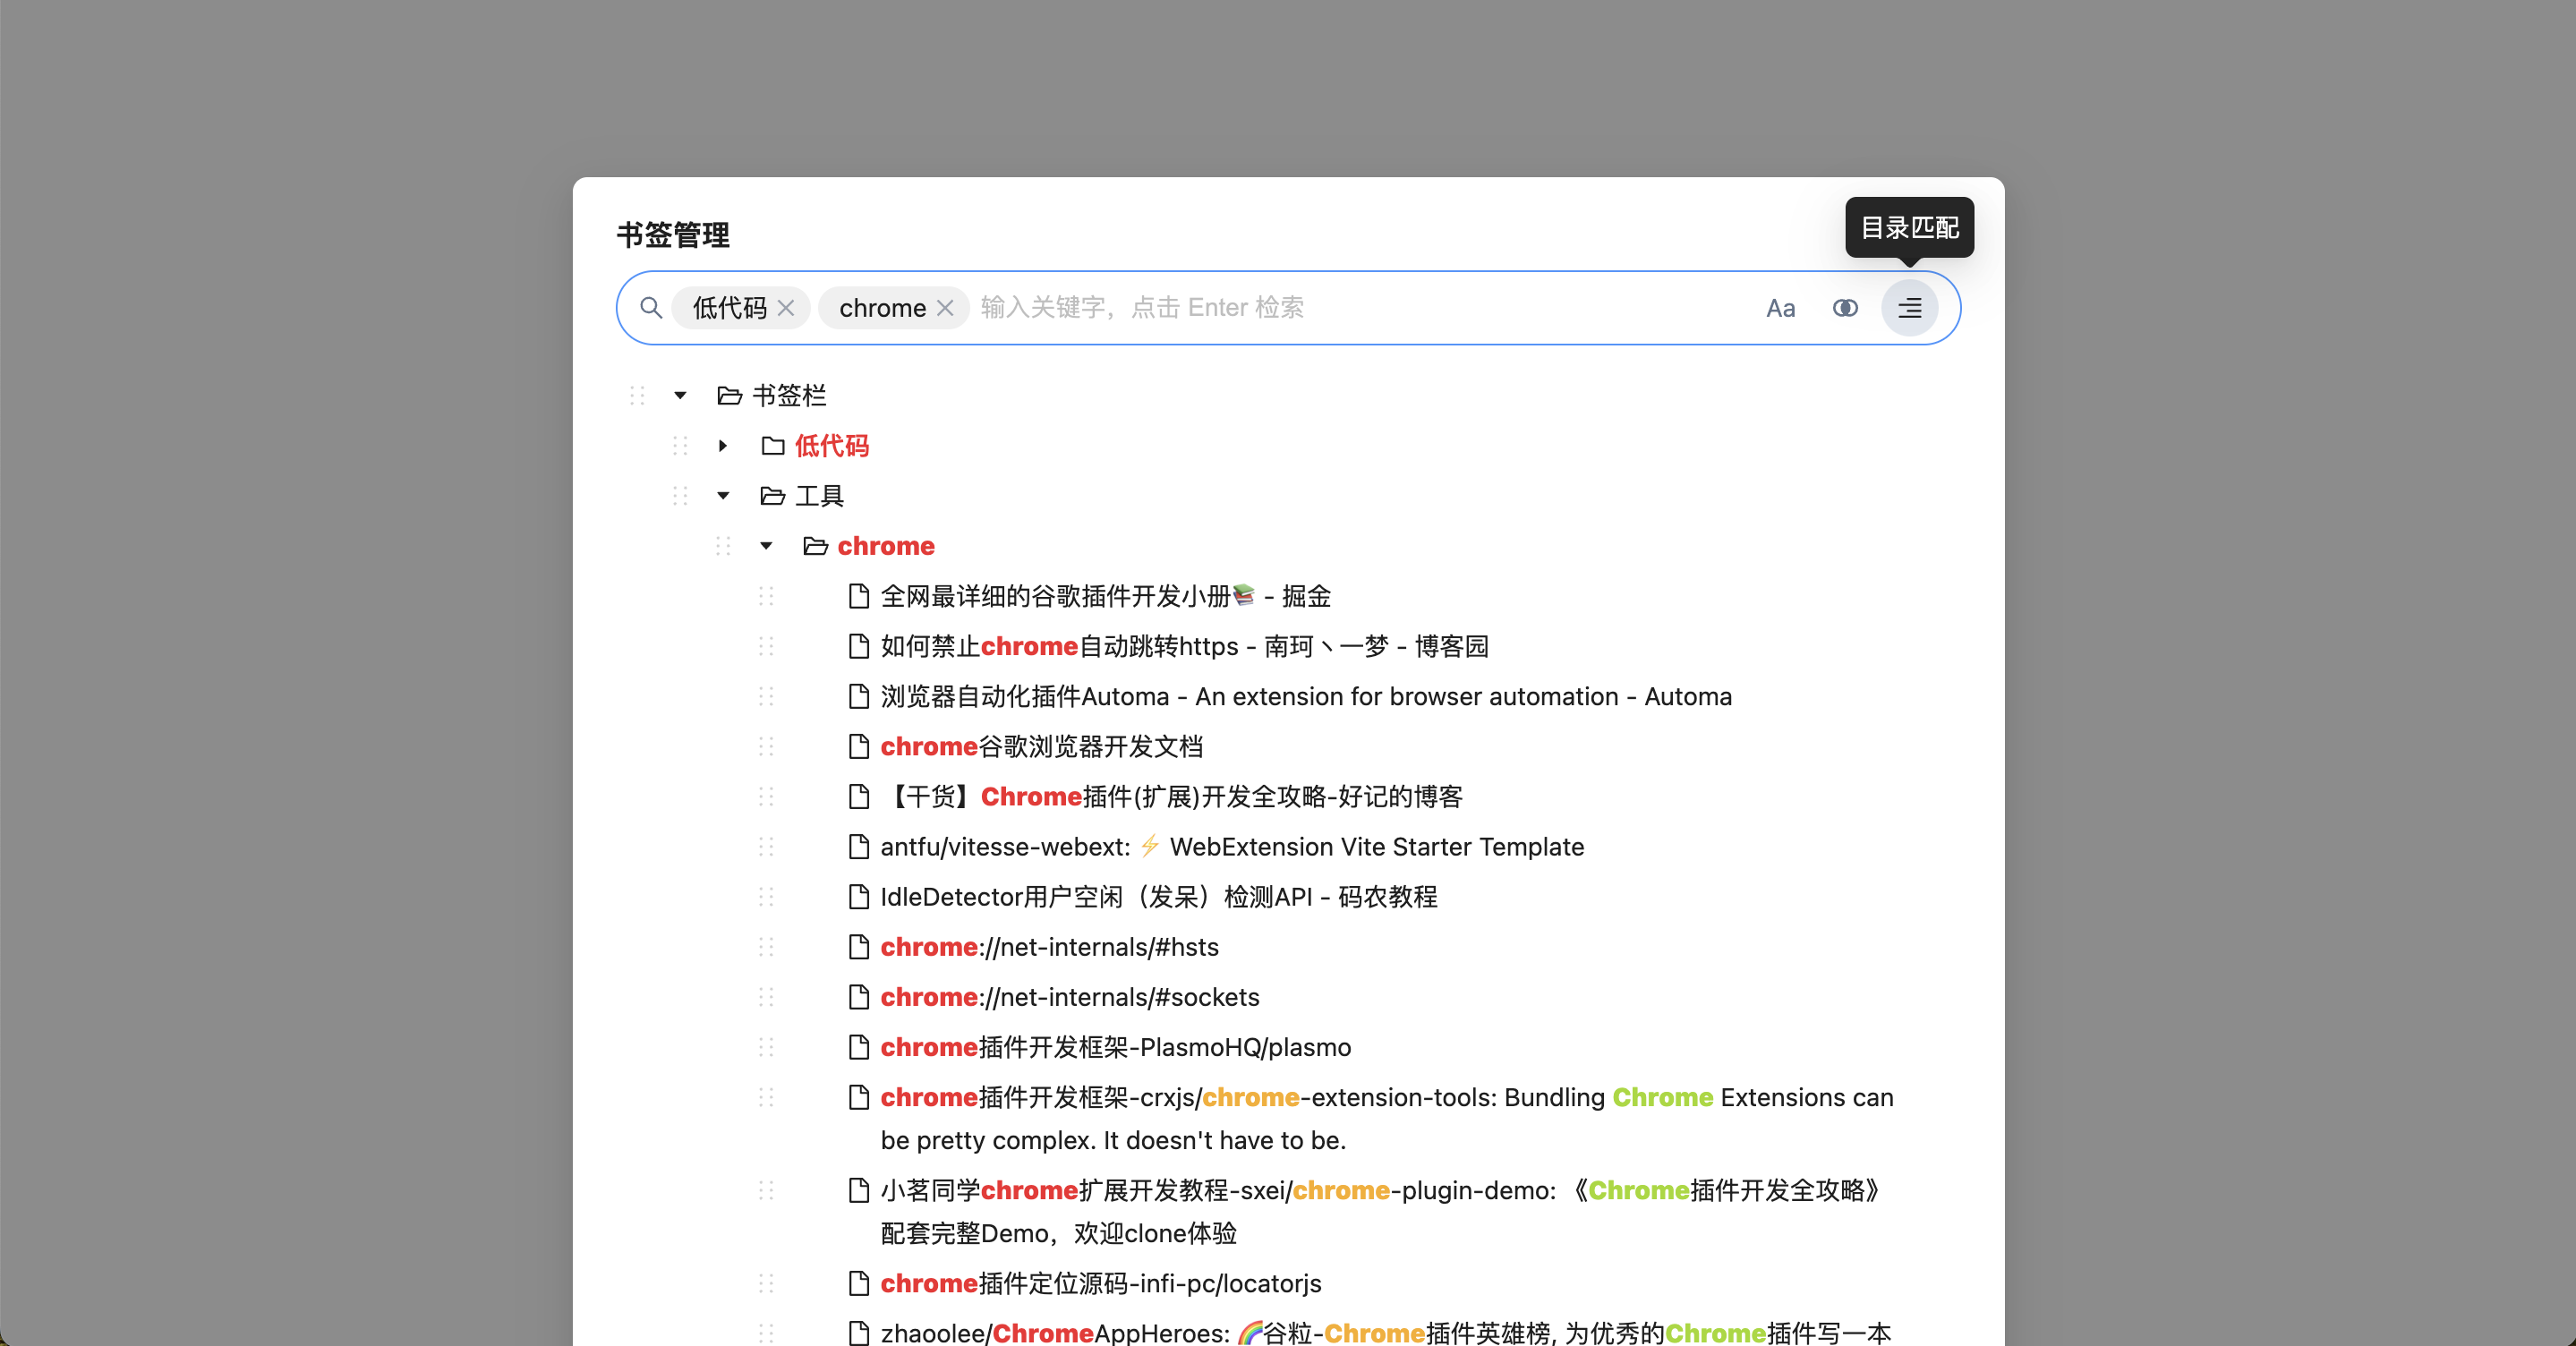 书签管理
目录匹配
低代码 chrome 输入关键字，点击 Enter 检索 Aa
书签栏
低代码
工具
chrome
全网最详细的谷歌插件开发小册📚 - 掘金
如何禁止chrome自动跳转https - 南珂丶一梦 - 博客园
浏览器自动化插件Automa - An extension for browser automation - Automa
chrome谷歌浏览器开发文档
【干货】Chrome插件(扩展)开发全攻略-好记的博客
antfu/vitesse-webext: ⚡ WebExtension Vite Starter Template
IdleDetector用户空闲（发呆）检测API - 码农教程
chrome://net-internals/#hsts
chrome://net-internals/#sockets
chrome插件开发框架-PlasmoHQ/plasmo
chrome插件开发框架-crxjs/chrome-extension-tools: Bundling Chrome Extensions can
be pretty complex. It doesn't have to be.
小茗同学chrome扩展开发教程-sxei/chrome-plugin-demo: 《Chrome插件开发全攻略》
配套完整Demo，欢迎clone体验
chrome插件定位源码-infi-pc/locatorjs
zhaoolee/ChromeAppHeroes: 🌈谷粒-Chrome插件英雄榜, 为优秀的Chrome插件写一本